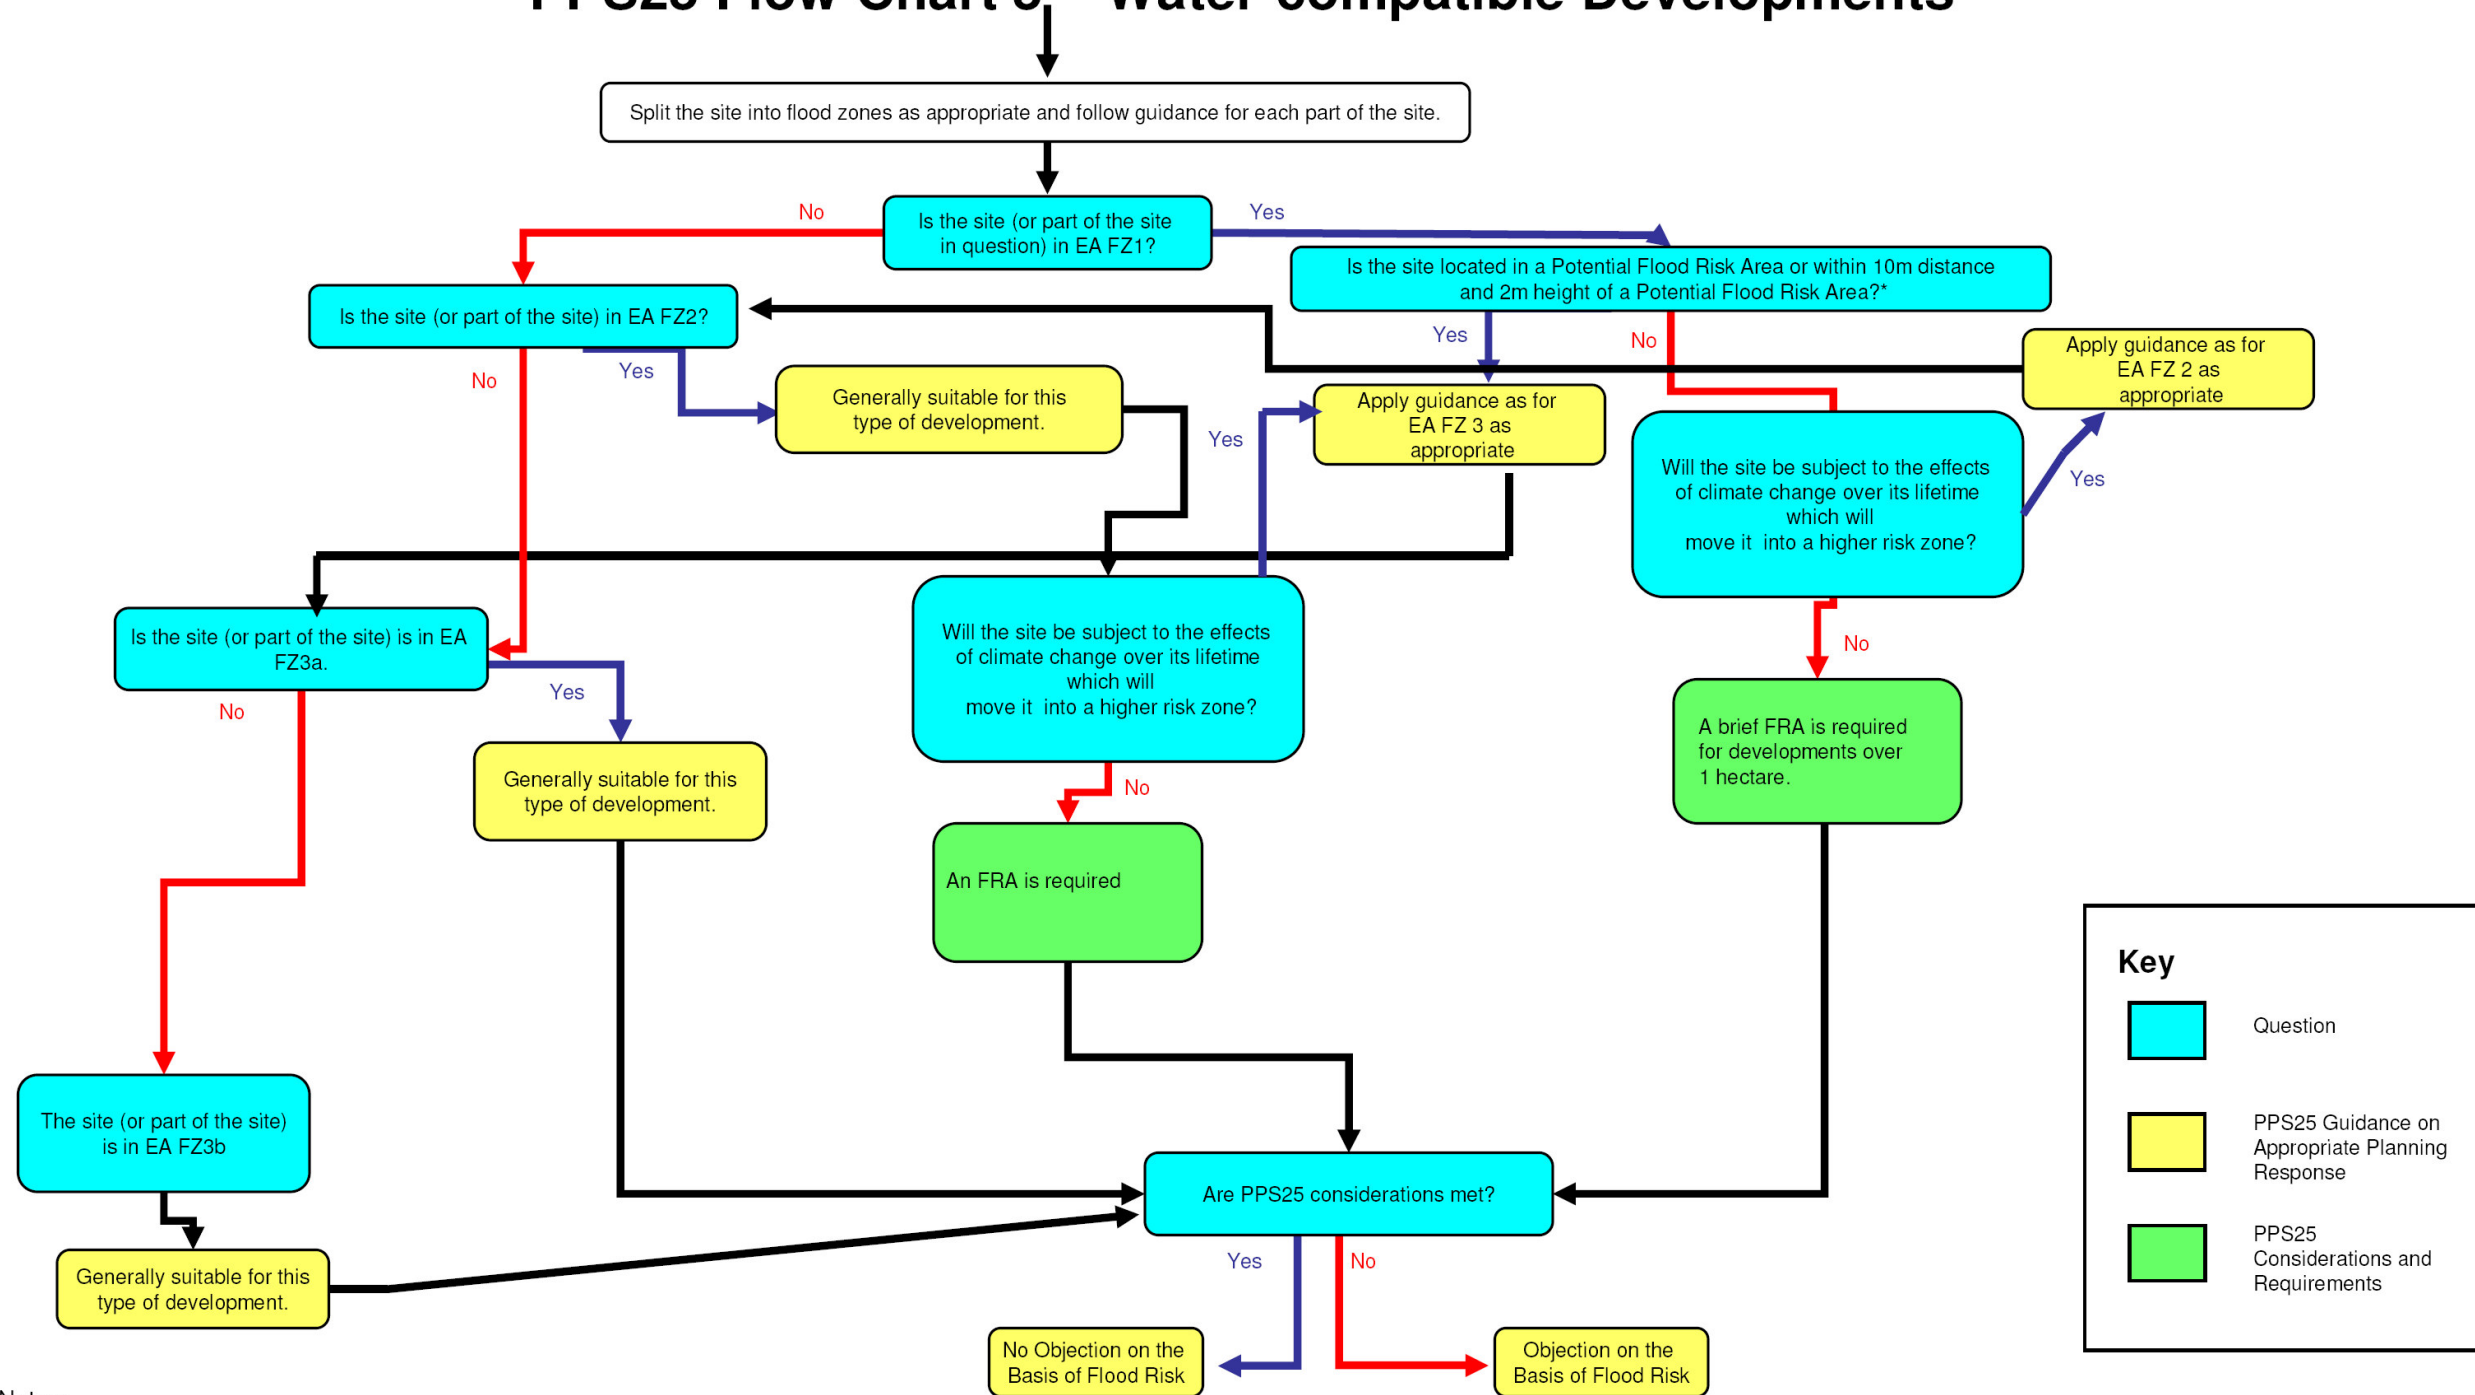 Water compatible Developments
Split the site into flood zones as appropriate and follow guidance for each part of the site.
No
Is the site (or part of the site
in question) in EA FZ1?
Yes
Is the site located in a Potential Flood Risk Area or within 10m distance
and 2m height of a Potential Flood Risk Area?*
Is the site (or part of the site) in EA FZ2?
Yes
No
Apply guidance as for
EA FZ 2 as
appropriate
No
Yes
Generally suitable for this
type of development.
Yes
Apply guidance as for
EA FZ 3 as
appropriate
Will the site be subject to the effects
of climate change over its lifetime
which will
move it into a higher risk zone?
Yes
Is the site (or part of the site) is in EA
FZ3a.
Yes
No
Will the site be subject to the effects
of climate change over its lifetime
which will
move it into a higher risk zone?
No
Generally suitable for this
type of development.
No
A brief FRA is required
for developments over
1 hectare.
An FRA is required
Key
Question
PPS25 Guidance on
Appropriate Planning
Response
PPS25
Considerations and
Requirements
The site (or part of the site)
is in EA FZ3b
Are PPS25 considerations met?
Yes
No
Generally suitable for this
type of development.
No Objection on the
Basis of Flood Risk
Objection on the
Basis of Flood Risk